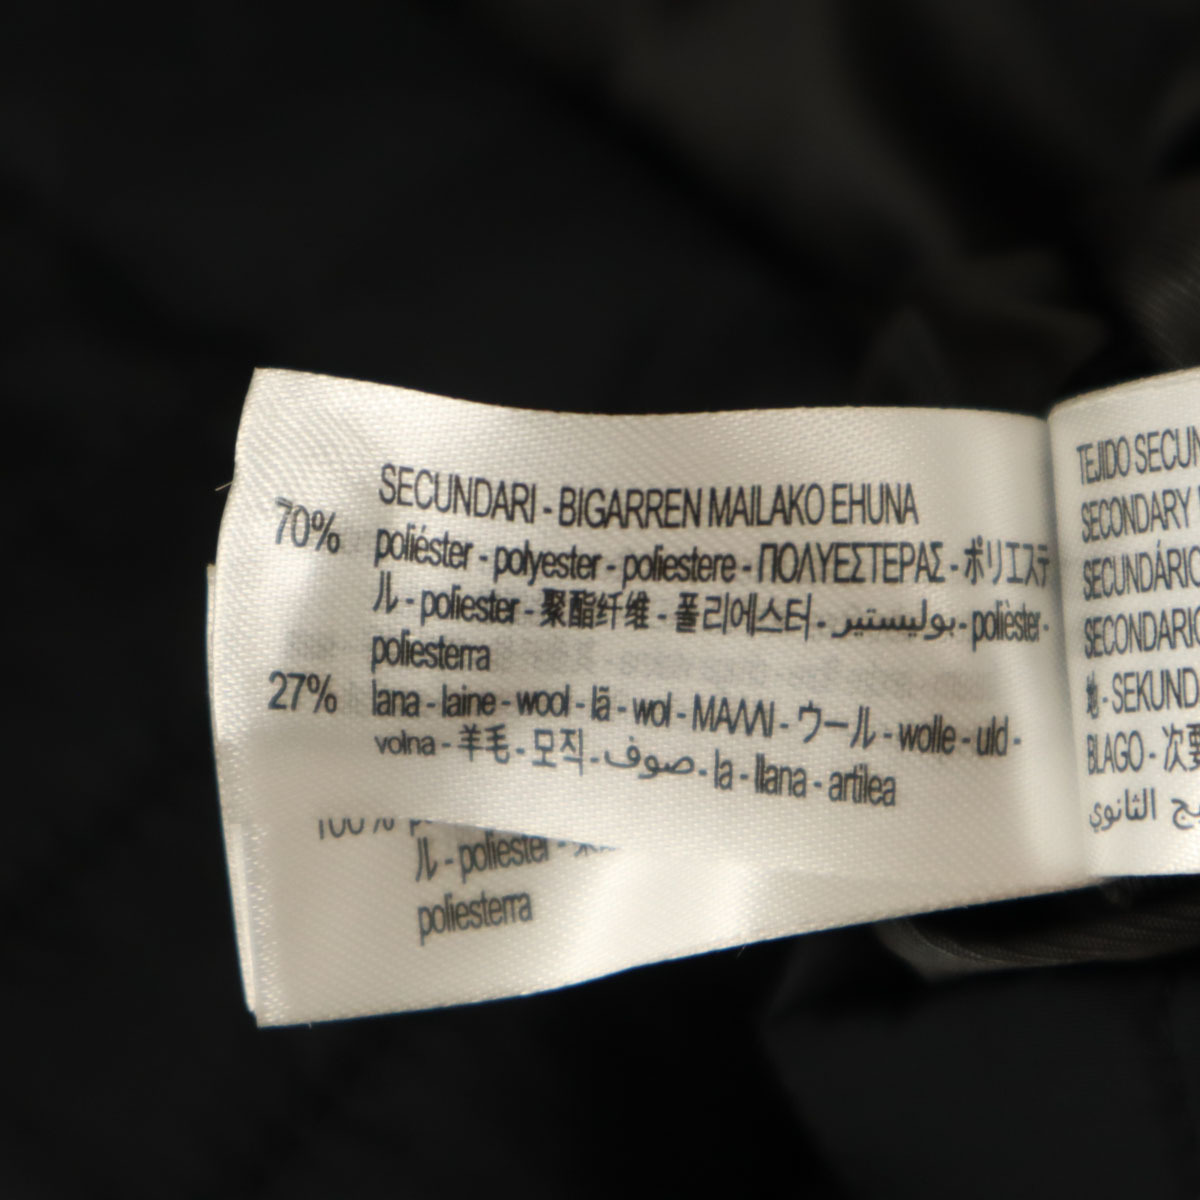 SECUNDARI - BIGARREN MAILAKO EHUNA
70% poliéster - polyester - poliestere - ΠΟΛΥΕΣΤΕΡΑΣ - ポリエステ
ル - poliester - 聚酯纤维 - 폴리에스터 - بوليستير - polièster -
poliesterra
27% lana - laine - wool - lã - wol - ΜΑΛΛΙ - ウール - wolle - uld -
volna - 羊毛 - 모직 - صوف - la - llana - artilea
100%
ル - poliester -
poliesterra
TEJIDO SECUN
SECONDARY
SECUNDÁRIO
SECONDARIO
地 - SEKUND
BLAGO - 次要
الثانوي